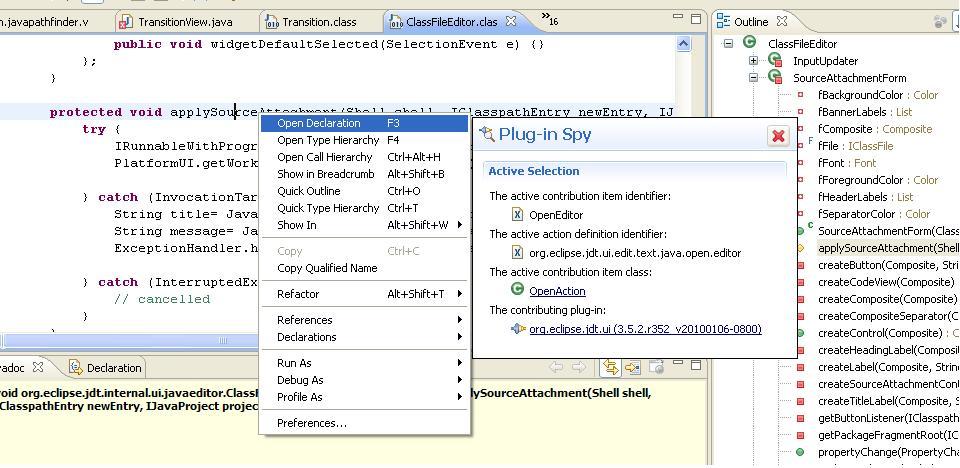 n.javapathfinder.v TransitionView.java Transition.class ClassFileEditor.clas »16
public void widgetDefaultSelected(SelectionEvent e) {}
};
}
protected void applySourceAttachment(Shell shell, IClasspathEntry newEntry, IJ
try {
IRunnableWithProgr
PlatformUI.getWork
} catch (InvocationTar
String title= Java
String message= Ja
ExceptionHandler.h
} catch (InterruptedEx
// cancelled
}
Open Declaration F3
Open Type Hierarchy F4
Open Call Hierarchy Ctrl+Alt+H
Show in Breadcrumb Alt+Shift+B
Quick Outline Ctrl+O
Quick Type Hierarchy Ctrl+T
Show In Alt+Shift+W
Copy Ctrl+C
Copy Qualified Name
Refactor Alt+Shift+T
References
Declarations
Run As
Debug As
Profile As
Preferences...
Plug-in Spy
Active Selection
The active contribution item identifier:
OpenEditor
The active action definition identifier:
org.eclipse.jdt.ui.edit.text.java.open.editor
The active contribution item class:
OpenAction
The contributing plug-in:
org.eclipse.jdt.ui (3.5.2.r352_v20100106-0800)
Outline
ClassFileEditor
InputUpdater
SourceAttachmentForm
fBackgroundColor : Color
fBannerLabels : List
fComposite : Composite
F
fFile : IClassFile
fFont : Font
fForegroundColor : Color
fHeaderLabels : List
fSeparatorColor : Color
C
SourceAttachmentForm(Class
applySourceAttachment(Shell
createButton(Composite, Strin
createCodeView(Composite)
createComposite(Composite)
createCompositeSeparator(C
createControl(Composite) : C
createHeadingLabel(Composite
createLabel(Composite, String
createSourceAttachmentCont
createTitleLabel(Composite, S
getButtonListener(IClasspath
getPackageFragmentRoot(IC
propertyChange(PropertyCha
vadoc Declaration
oid org.eclipse.jdt.internal.ui.javaeditor.ClassF plySourceAttachment(Shell shell,
ClasspathEntry newEntry, IJavaProject project